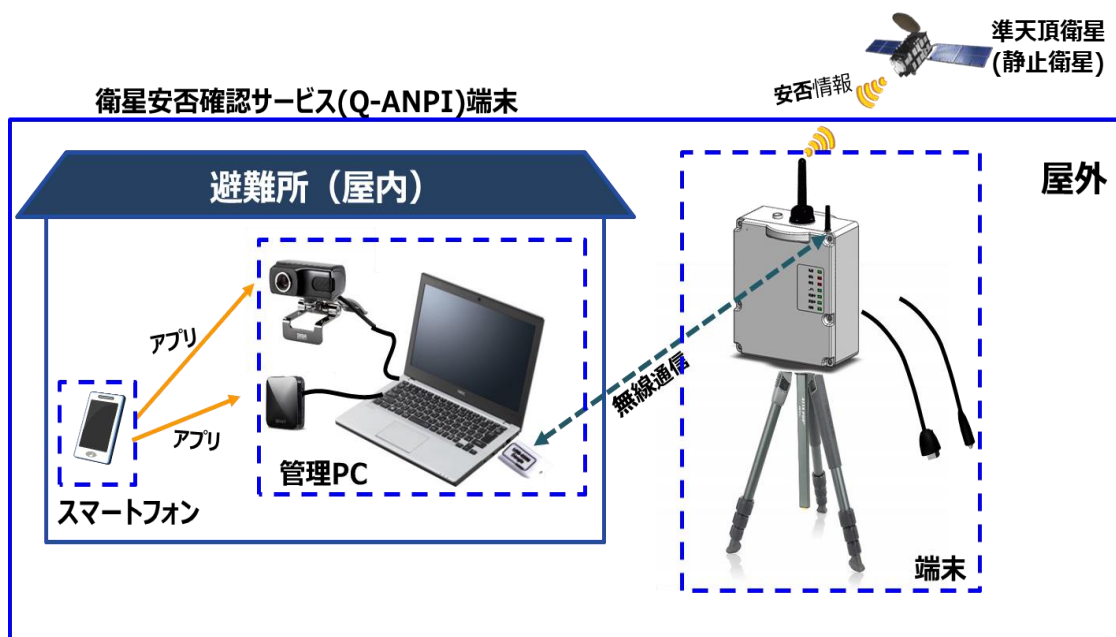 準天頂衛星
(静止衛星)
安否情報
衛星安否確認サービス(Q-ANPI)端末
屋外
避難所（屋内）
アプリ
アプリ
無線通信
管理PC
スマートフォン
端末